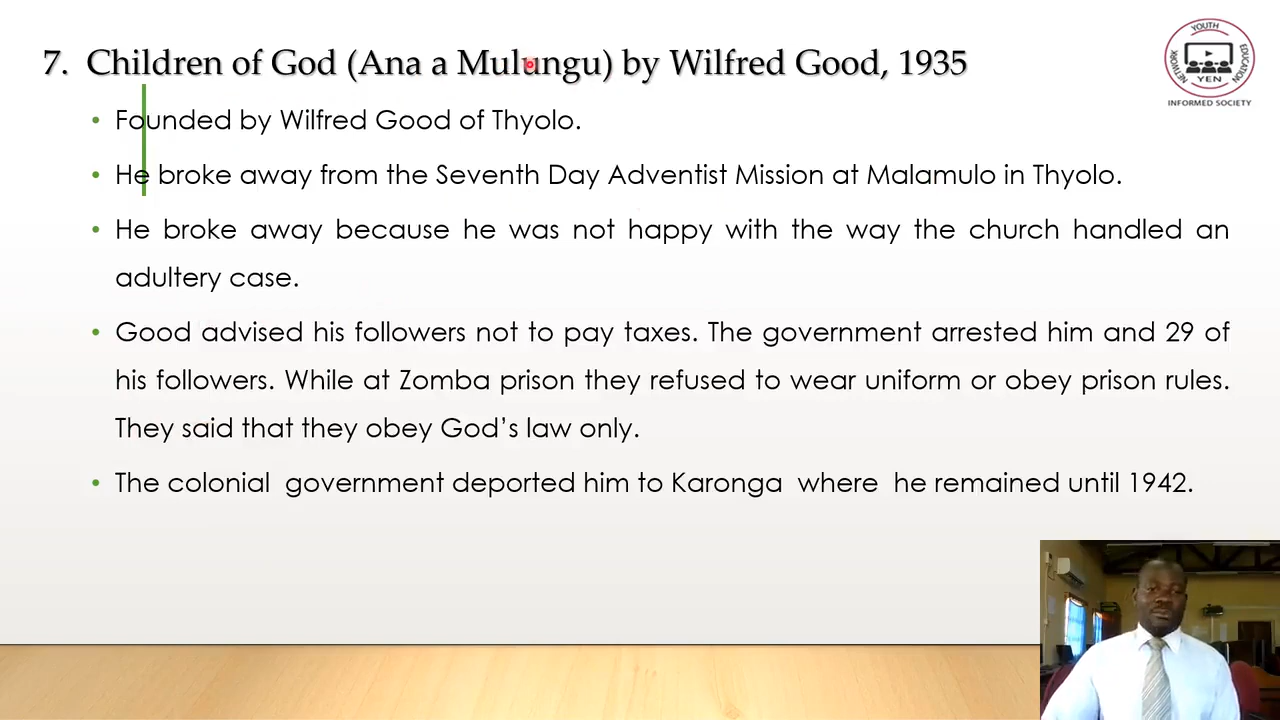 7. Children of God (Ana a Mulungu) by Wilfred Good, 1935
YOUTH
NETWORK
EDUCATION
YEN
INFORMED SOCIETY
• Founded by Wilfred Good of Thyolo.
• He broke away from the Seventh Day Adventist Mission at Malamulo in Thyolo.
• He broke away because he was not happy with the way the church handled an
adultery case.
• Good advised his followers not to pay taxes. The government arrested him and 29 of
his followers. While at Zomba prison they refused to wear uniform or obey prison rules.
They said that they obey God’s law only.
• The colonial government deported him to Karonga where he remained until 1942.